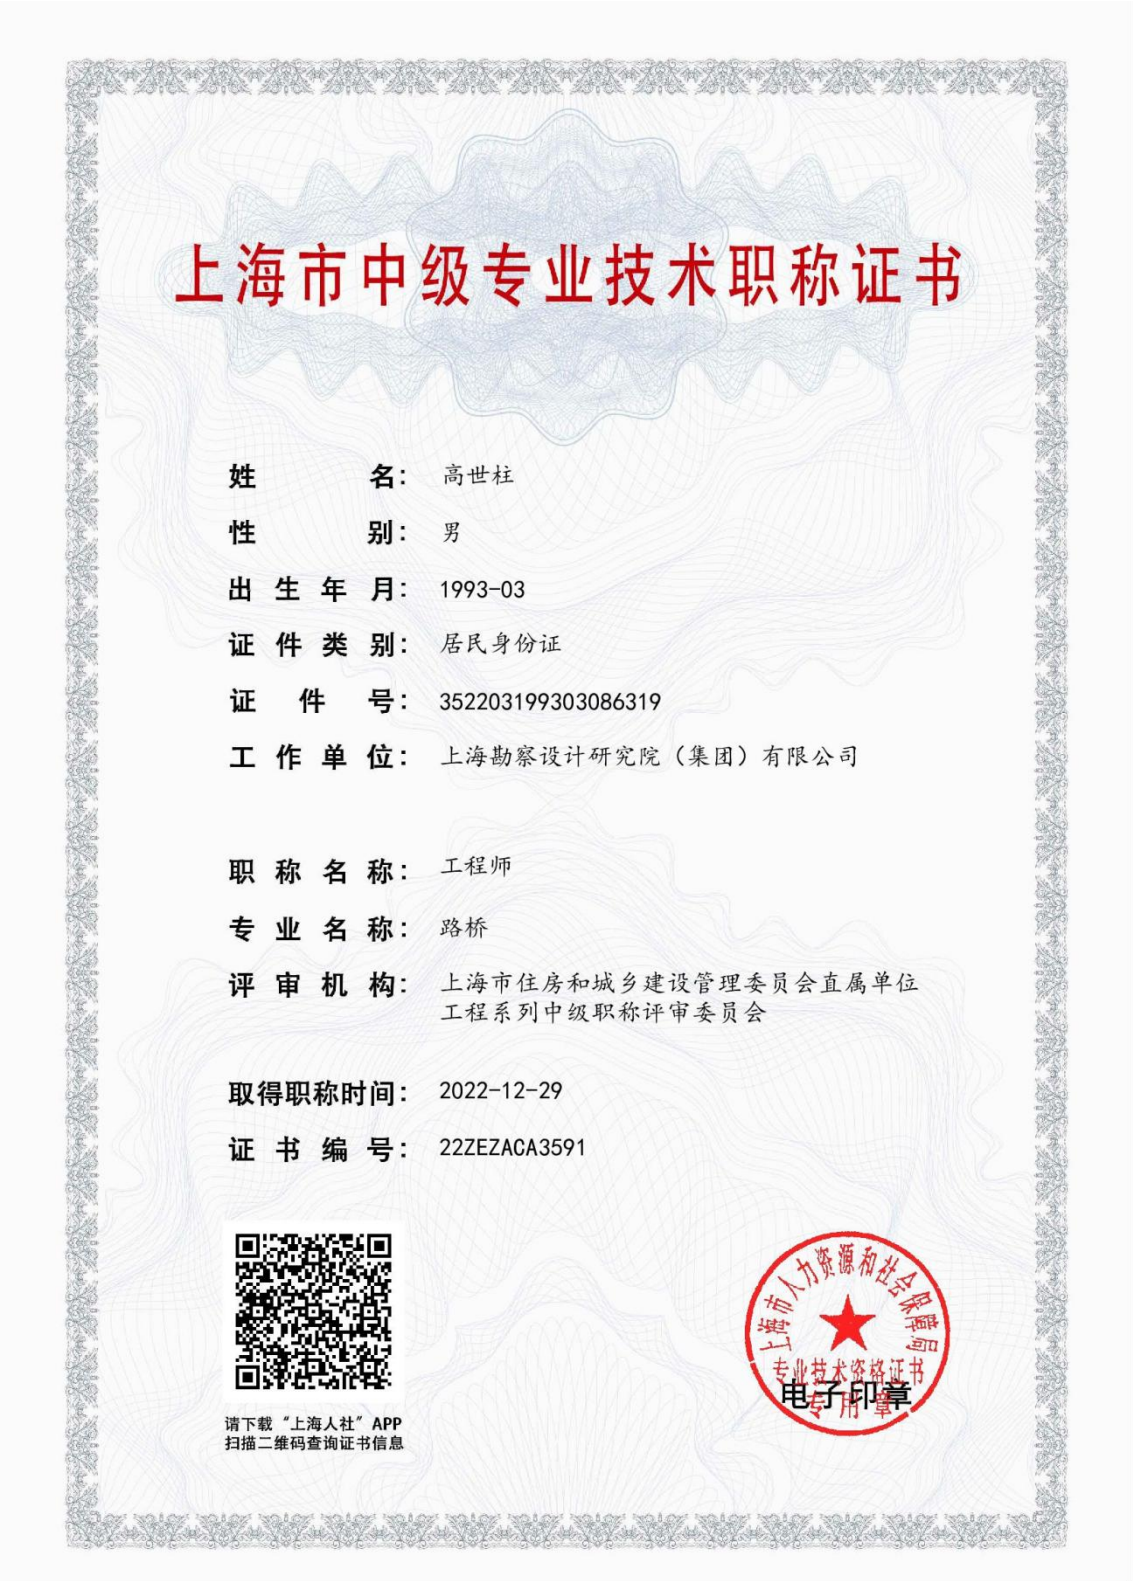 上海市中级专业技术职称证书
姓名：高世柱
性别：男
出生年月：1993-03
证件类别：居民身份证
证件号：352203199303086319
工作单位：上海勘察设计研究院（集团）有限公司
职称名称：工程师
专业名称：路桥
评审机构：上海市住房和城乡建设管理委员会直属单位
工程系列中级职称评审委员会
取得职称时间：2022-12-29
证书编号：22ZEZACA3591
请下载“上海人社”APP
扫描二维码查询证书信息
上海市人力资源和社会保障局
专业技术资格证书
电子印章
专用章